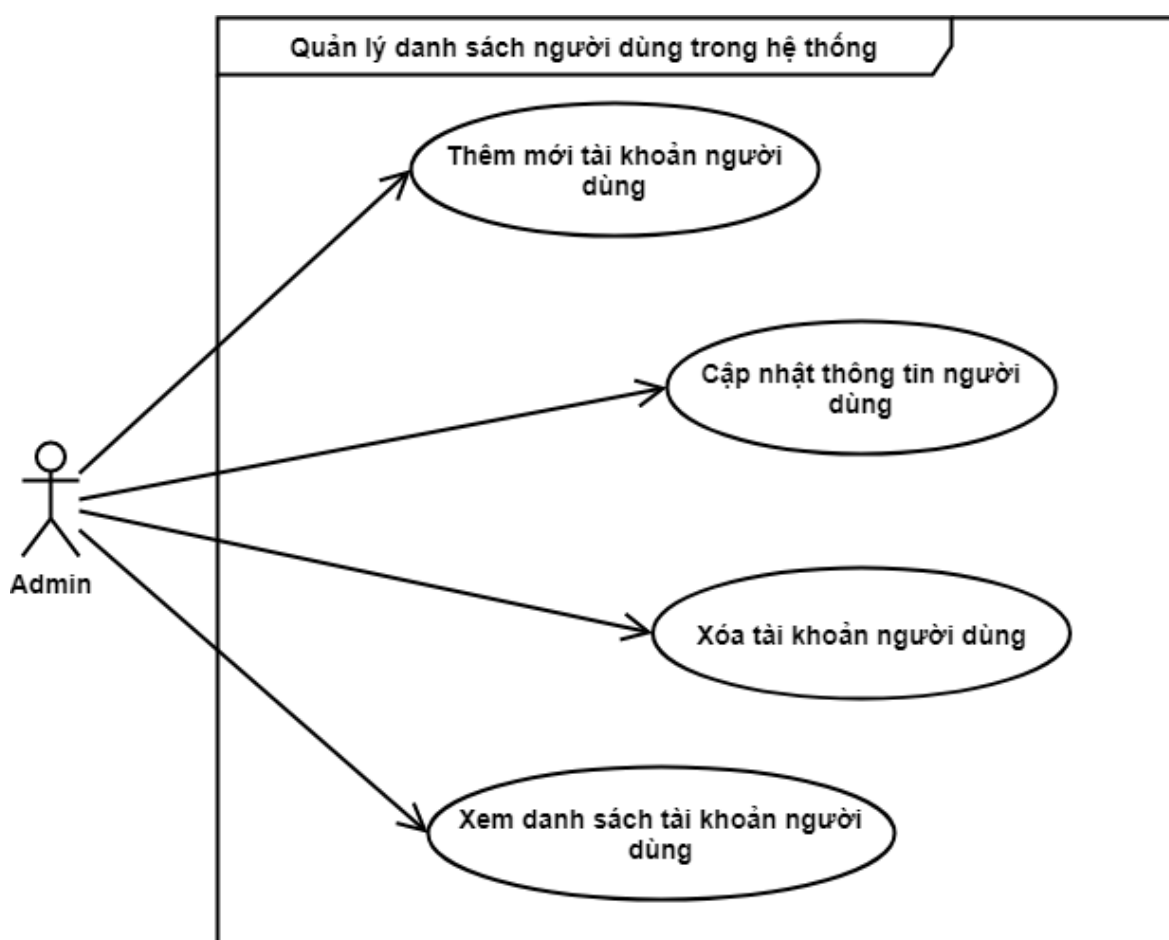 Quản lý danh sách người dùng trong hệ thống
Thêm mới tài khoản người
dùng
Cập nhật thông tin người
dùng
Admin
Xóa tài khoản người dùng
Xem danh sách tài khoản người
dùng